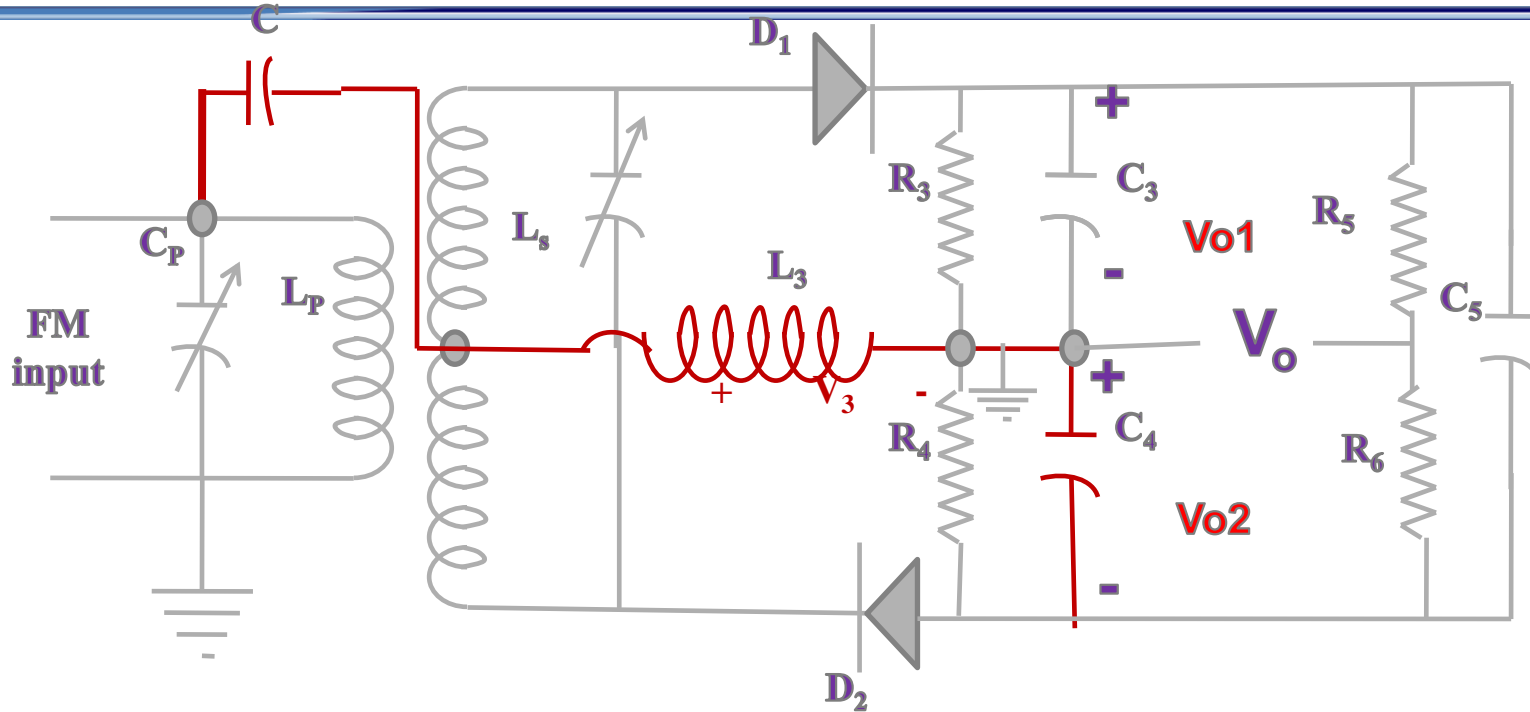 C
D1
R3
C3
R5
CP
Ls
Vo1
L3
LP
C5
FM
input
Vo
+
-
+
V3
-
+
R4
C4
R6
Vo2
-
D2